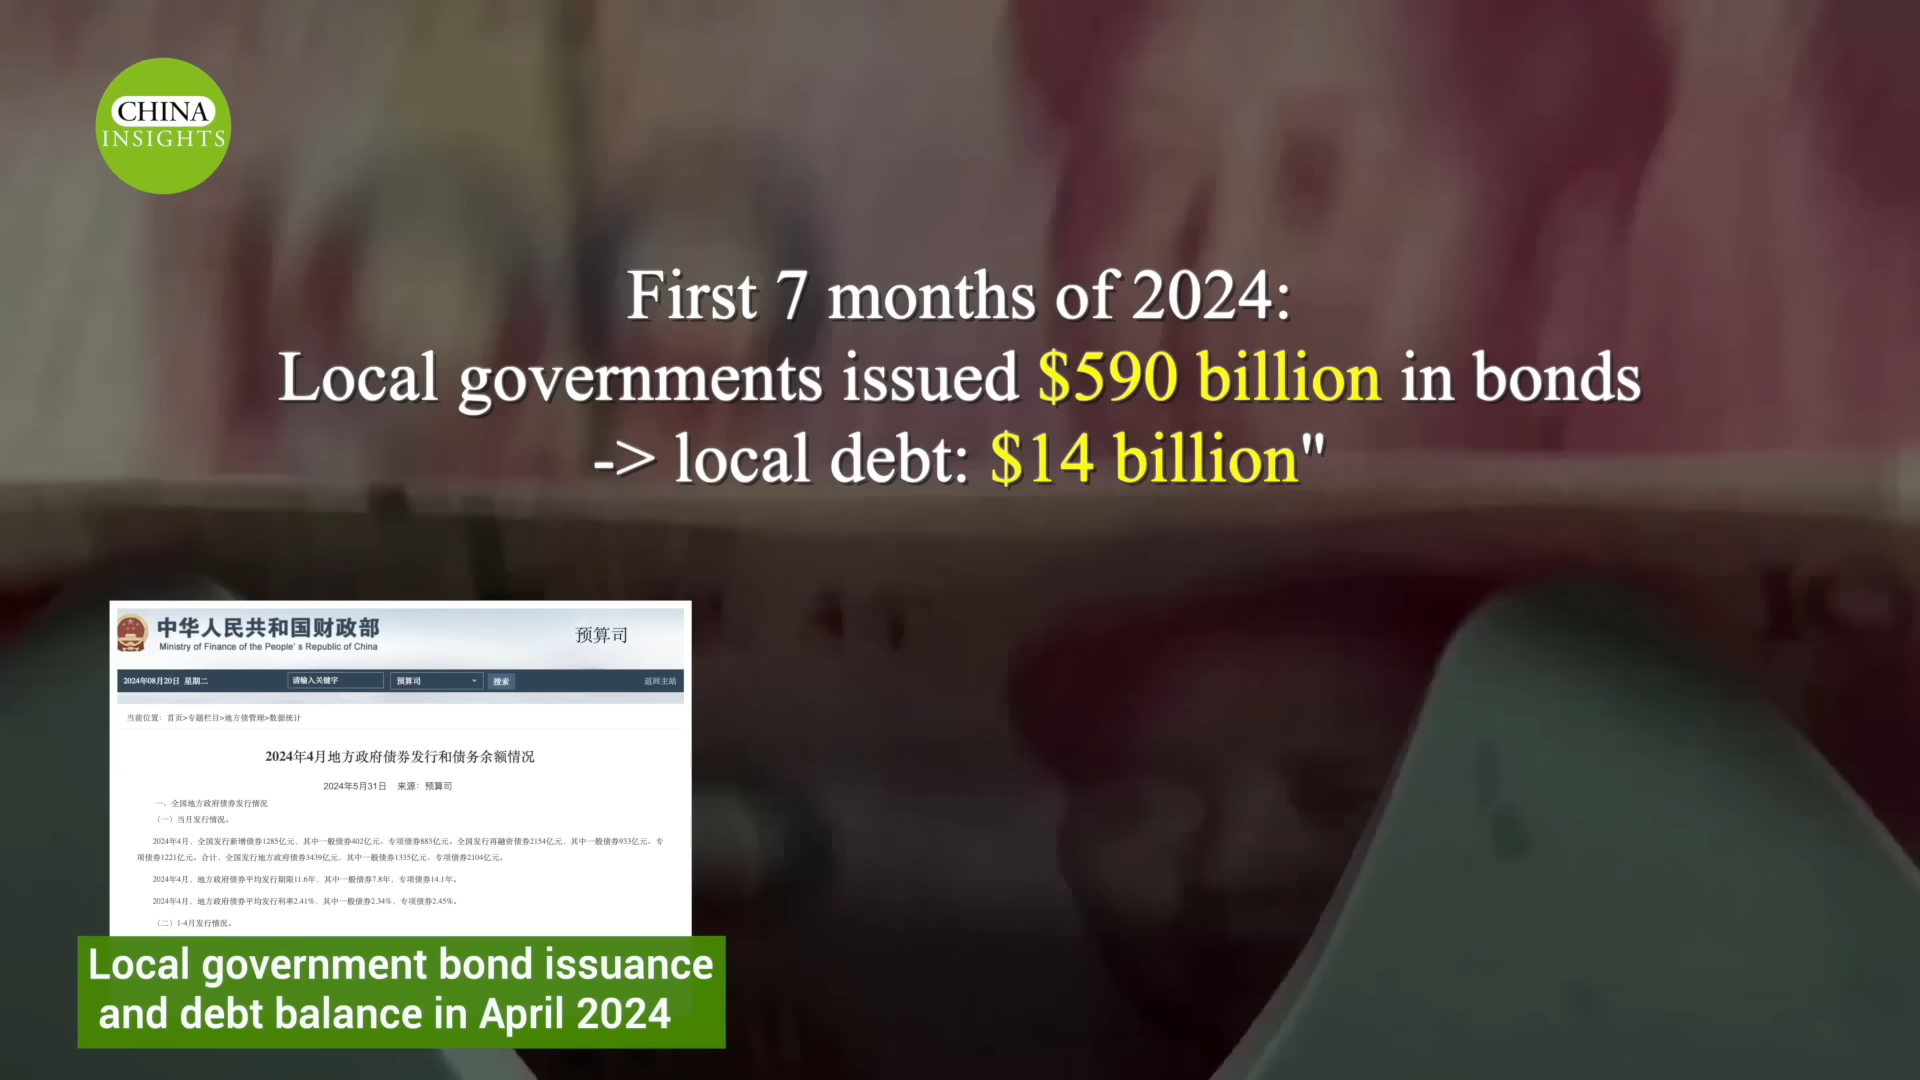 CHINA
INSIGHTS
First 7 months of 2024:
Local governments issued $590 billion in bonds
-> local debt: $14 billion"
中华人民共和国财政部
Ministry of Finance of the People' s Republic of China
预算司
2024年08月20日 星期二
请输入关键字
预算司
搜索
返回主站
当前位置：首页>专题栏目>地方债管理>数据统计
2024年4月地方政府债券发行和债务余额情况
2024年5月31日 来源：预算司
一、全国地方政府债券发行情况
（一）当月发行情况。
2024年4月，全国发行新增债券1285亿元，其中一般债券402亿元、专项债券883亿元。全国发行再融资债券2154亿元，其中一般债券933亿元、专
项债券1221亿元。合计，全国发行地方政府债券3439亿元，其中一般债券1335亿元、专项债券2104亿元。
2024年4月，地方政府债券平均发行期限11.6年，其中一般债券7.8年，专项债券14.1年。
2024年4月，地方政府债券平均发行利率2.41%，其中一般债券2.34%，专项债券2.45%。
（二）1-4月发行情况。
Local government bond issuance
and debt balance in April 2024